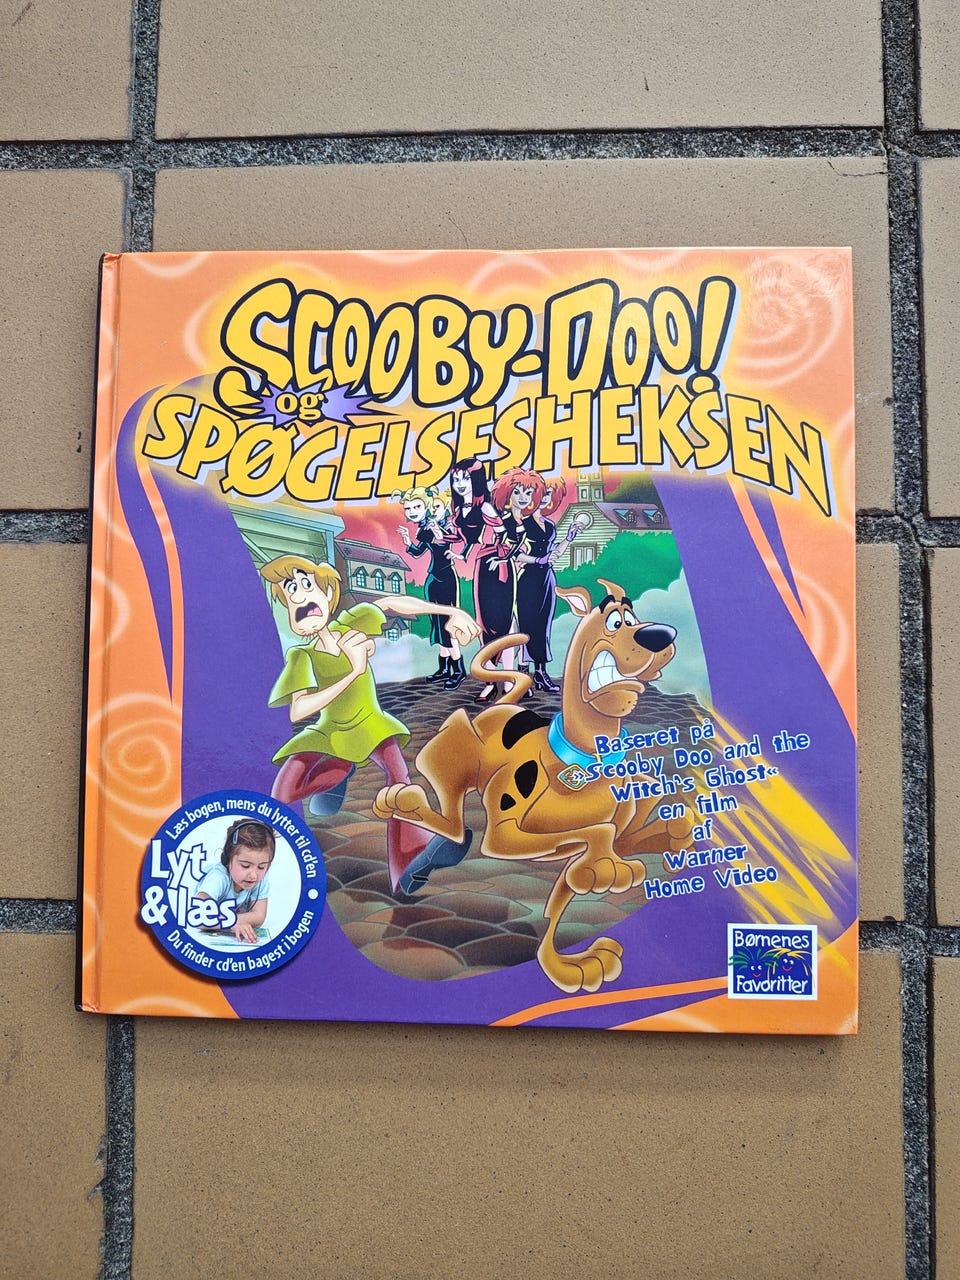 SCOOBY-DOO!
og
SPØGELSESHEKSEN
Baseret på
»Scooby Doo and the
Witch's Ghost«
en film
af
Warner
Home Video
Læs bogen, mens du lytter til cd'en
Lyt
& læs
Du finder cd'en bagest i bogen
Børnenes
Favoritter